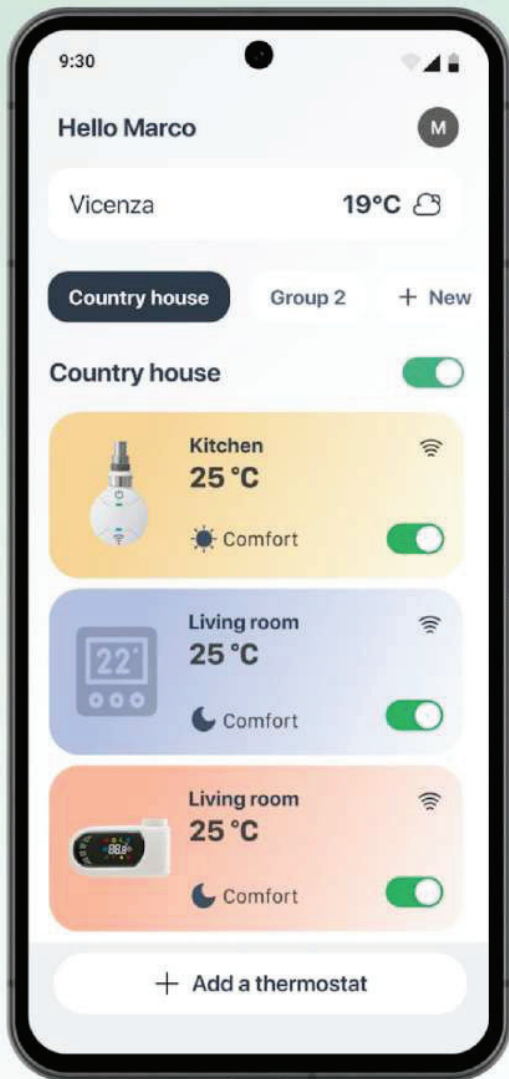 9:30
Hello Marco
M
Vicenza 19°C
Country house Group 2 + New
Country house
Kitchen
25 °C
Comfort
Living room
22°
25 °C
Comfort
Living room
25 °C
Comfort
+ Add a thermostat